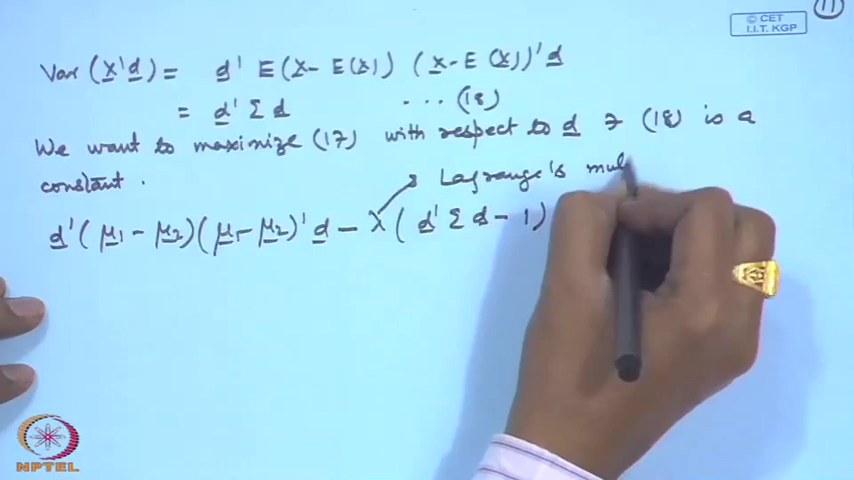 11
© CET
I.I.T. KGP
Var (x'd) = d' E(x - E(x)) (x - E(x))' d
= d' Σ d ... (18)
We want to maximize (17) with respect to d ∋ (18) is a
constant.
Lagrange's mul
d' (μ1 - μ2)(μ1 - μ2)' d - λ ( d' Σ d - 1)
NPTEL